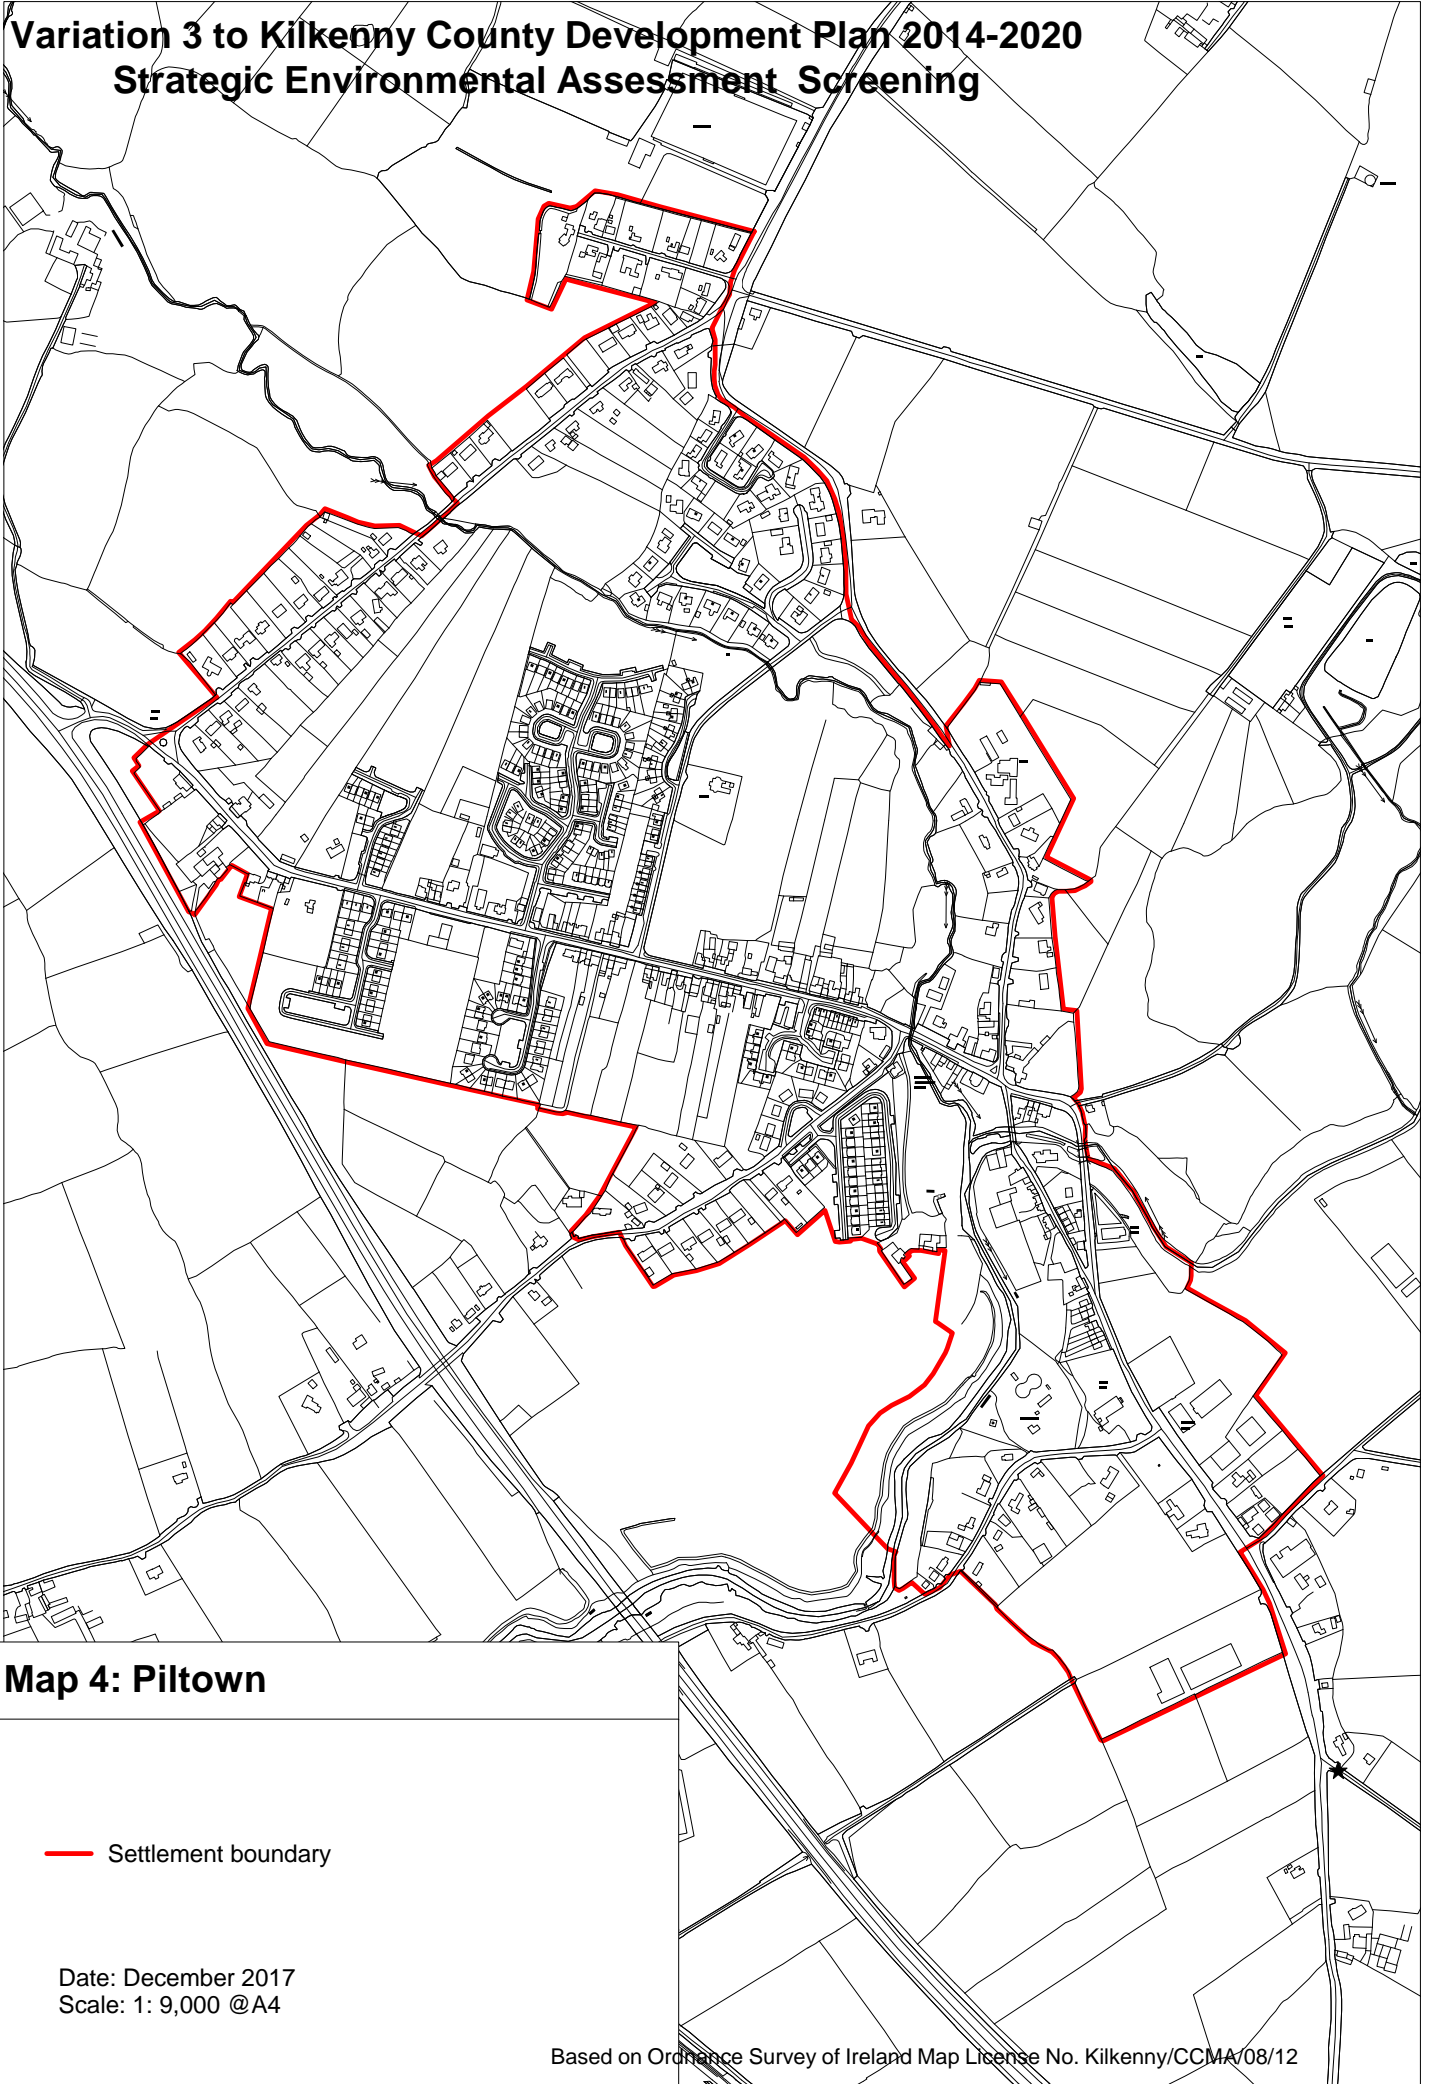 Variation 3 to Kilkenny County Development Plan 2014-2020
Strategic Environmental Assessment Screening
Map 4: Piltown
Settlement boundary
Date: December 2017
Scale: 1: 9,000 @A4
Based on Ordnance Survey of Ireland Map License No. Kilkenny/CCMA/08/12